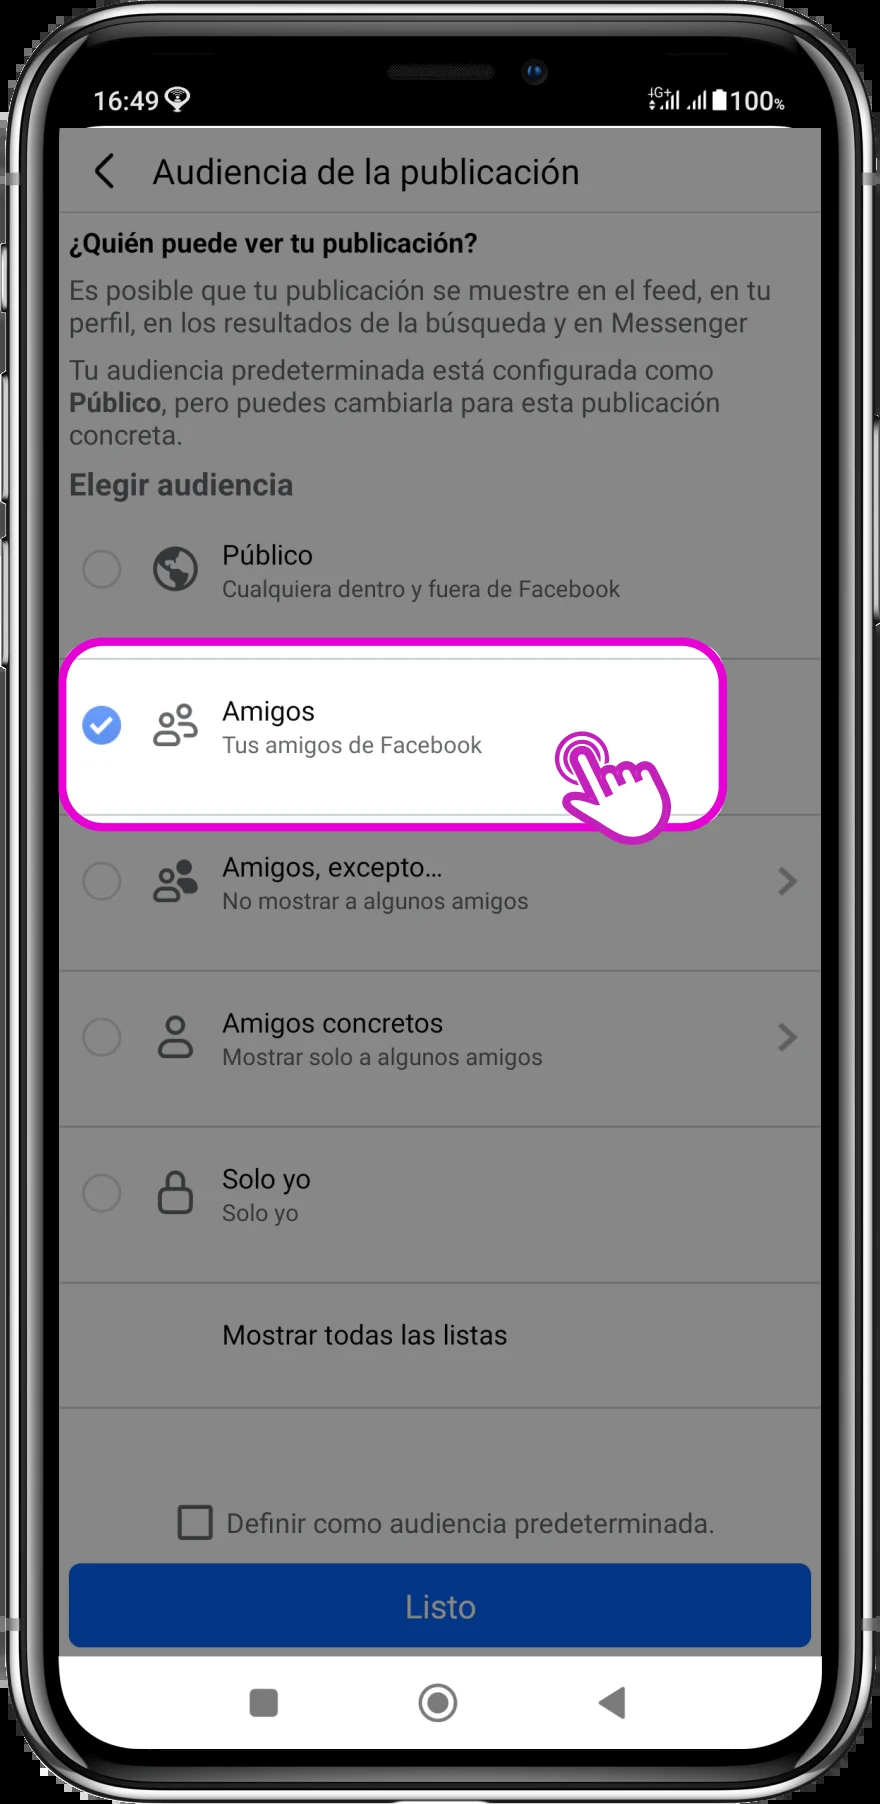 16:49
4G+ 100%
Audiencia de la publicación
¿Quién puede ver tu publicación?
Es posible que tu publicación se muestre en el feed, en tu
perfil, en los resultados de la búsqueda y en Messenger
Tu audiencia predeterminada está configurada como
Público, pero puedes cambiarla para esta publicación
concreta.
Elegir audiencia
Público
Cualquiera dentro y fuera de Facebook
Amigos
Tus amigos de Facebook
Amigos, excepto...
No mostrar a algunos amigos
Amigos concretos
Mostrar solo a algunos amigos
Solo yo
Solo yo
Mostrar todas las listas
Definir como audiencia predeterminada.
Listo